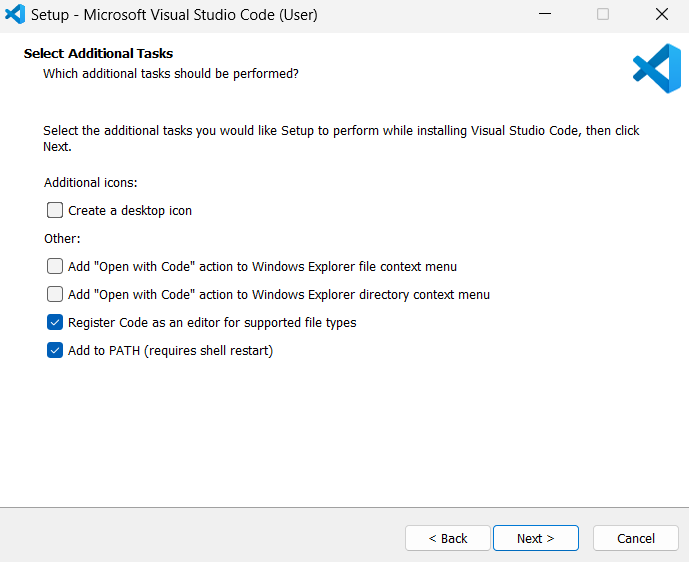 Setup - Microsoft Visual Studio Code (User)
Select Additional Tasks
Which additional tasks should be performed?
Select the additional tasks you would like Setup to perform while installing Visual Studio Code, then click
Next.
Additional icons:
Create a desktop icon
Other:
Add "Open with Code" action to Windows Explorer file context menu
Add "Open with Code" action to Windows Explorer directory context menu
Register Code as an editor for supported file types
Add to PATH (requires shell restart)
< Back Next > Cancel